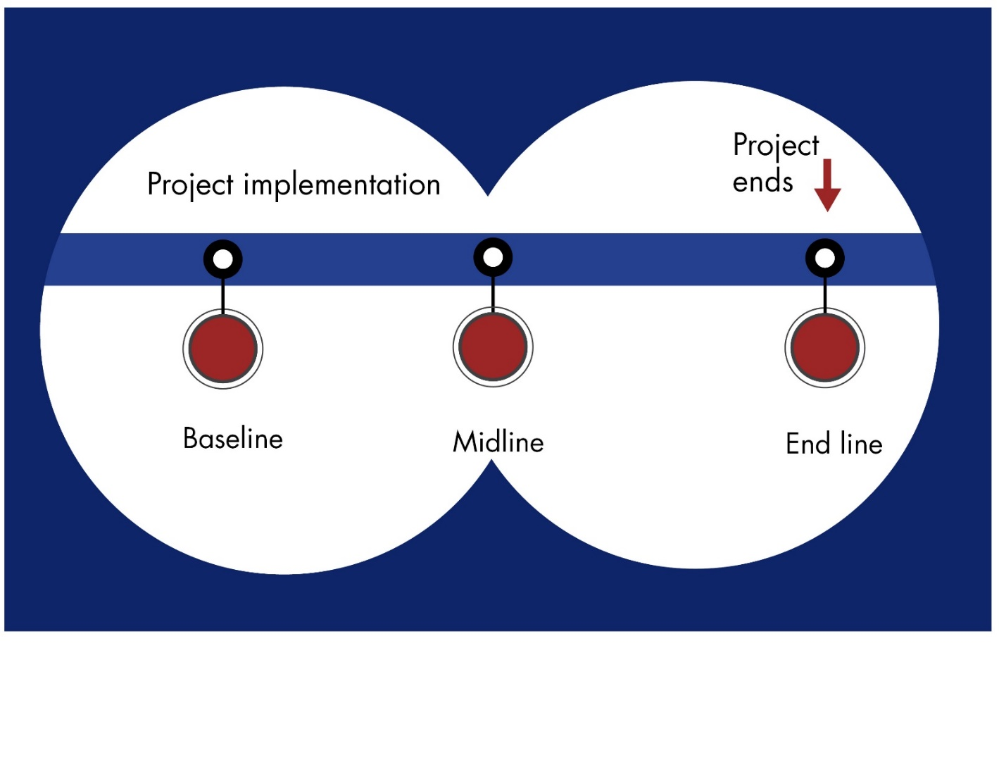 Project implementation
Project
ends
Baseline
Midline
End line